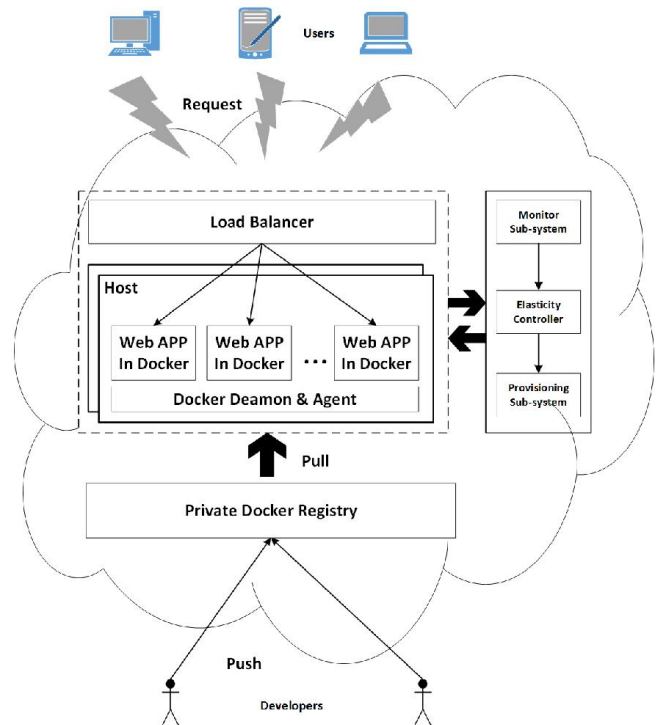 Users
Request
Load Balancer
Monitor
Sub-system
Host
Elasticity
Controller
Web APP
In Docker
Web APP
In Docker
...
Web APP
In Docker
Docker Deamon & Agent
Provisioning
Sub-system
Pull
Private Docker Registry
Push
Developers